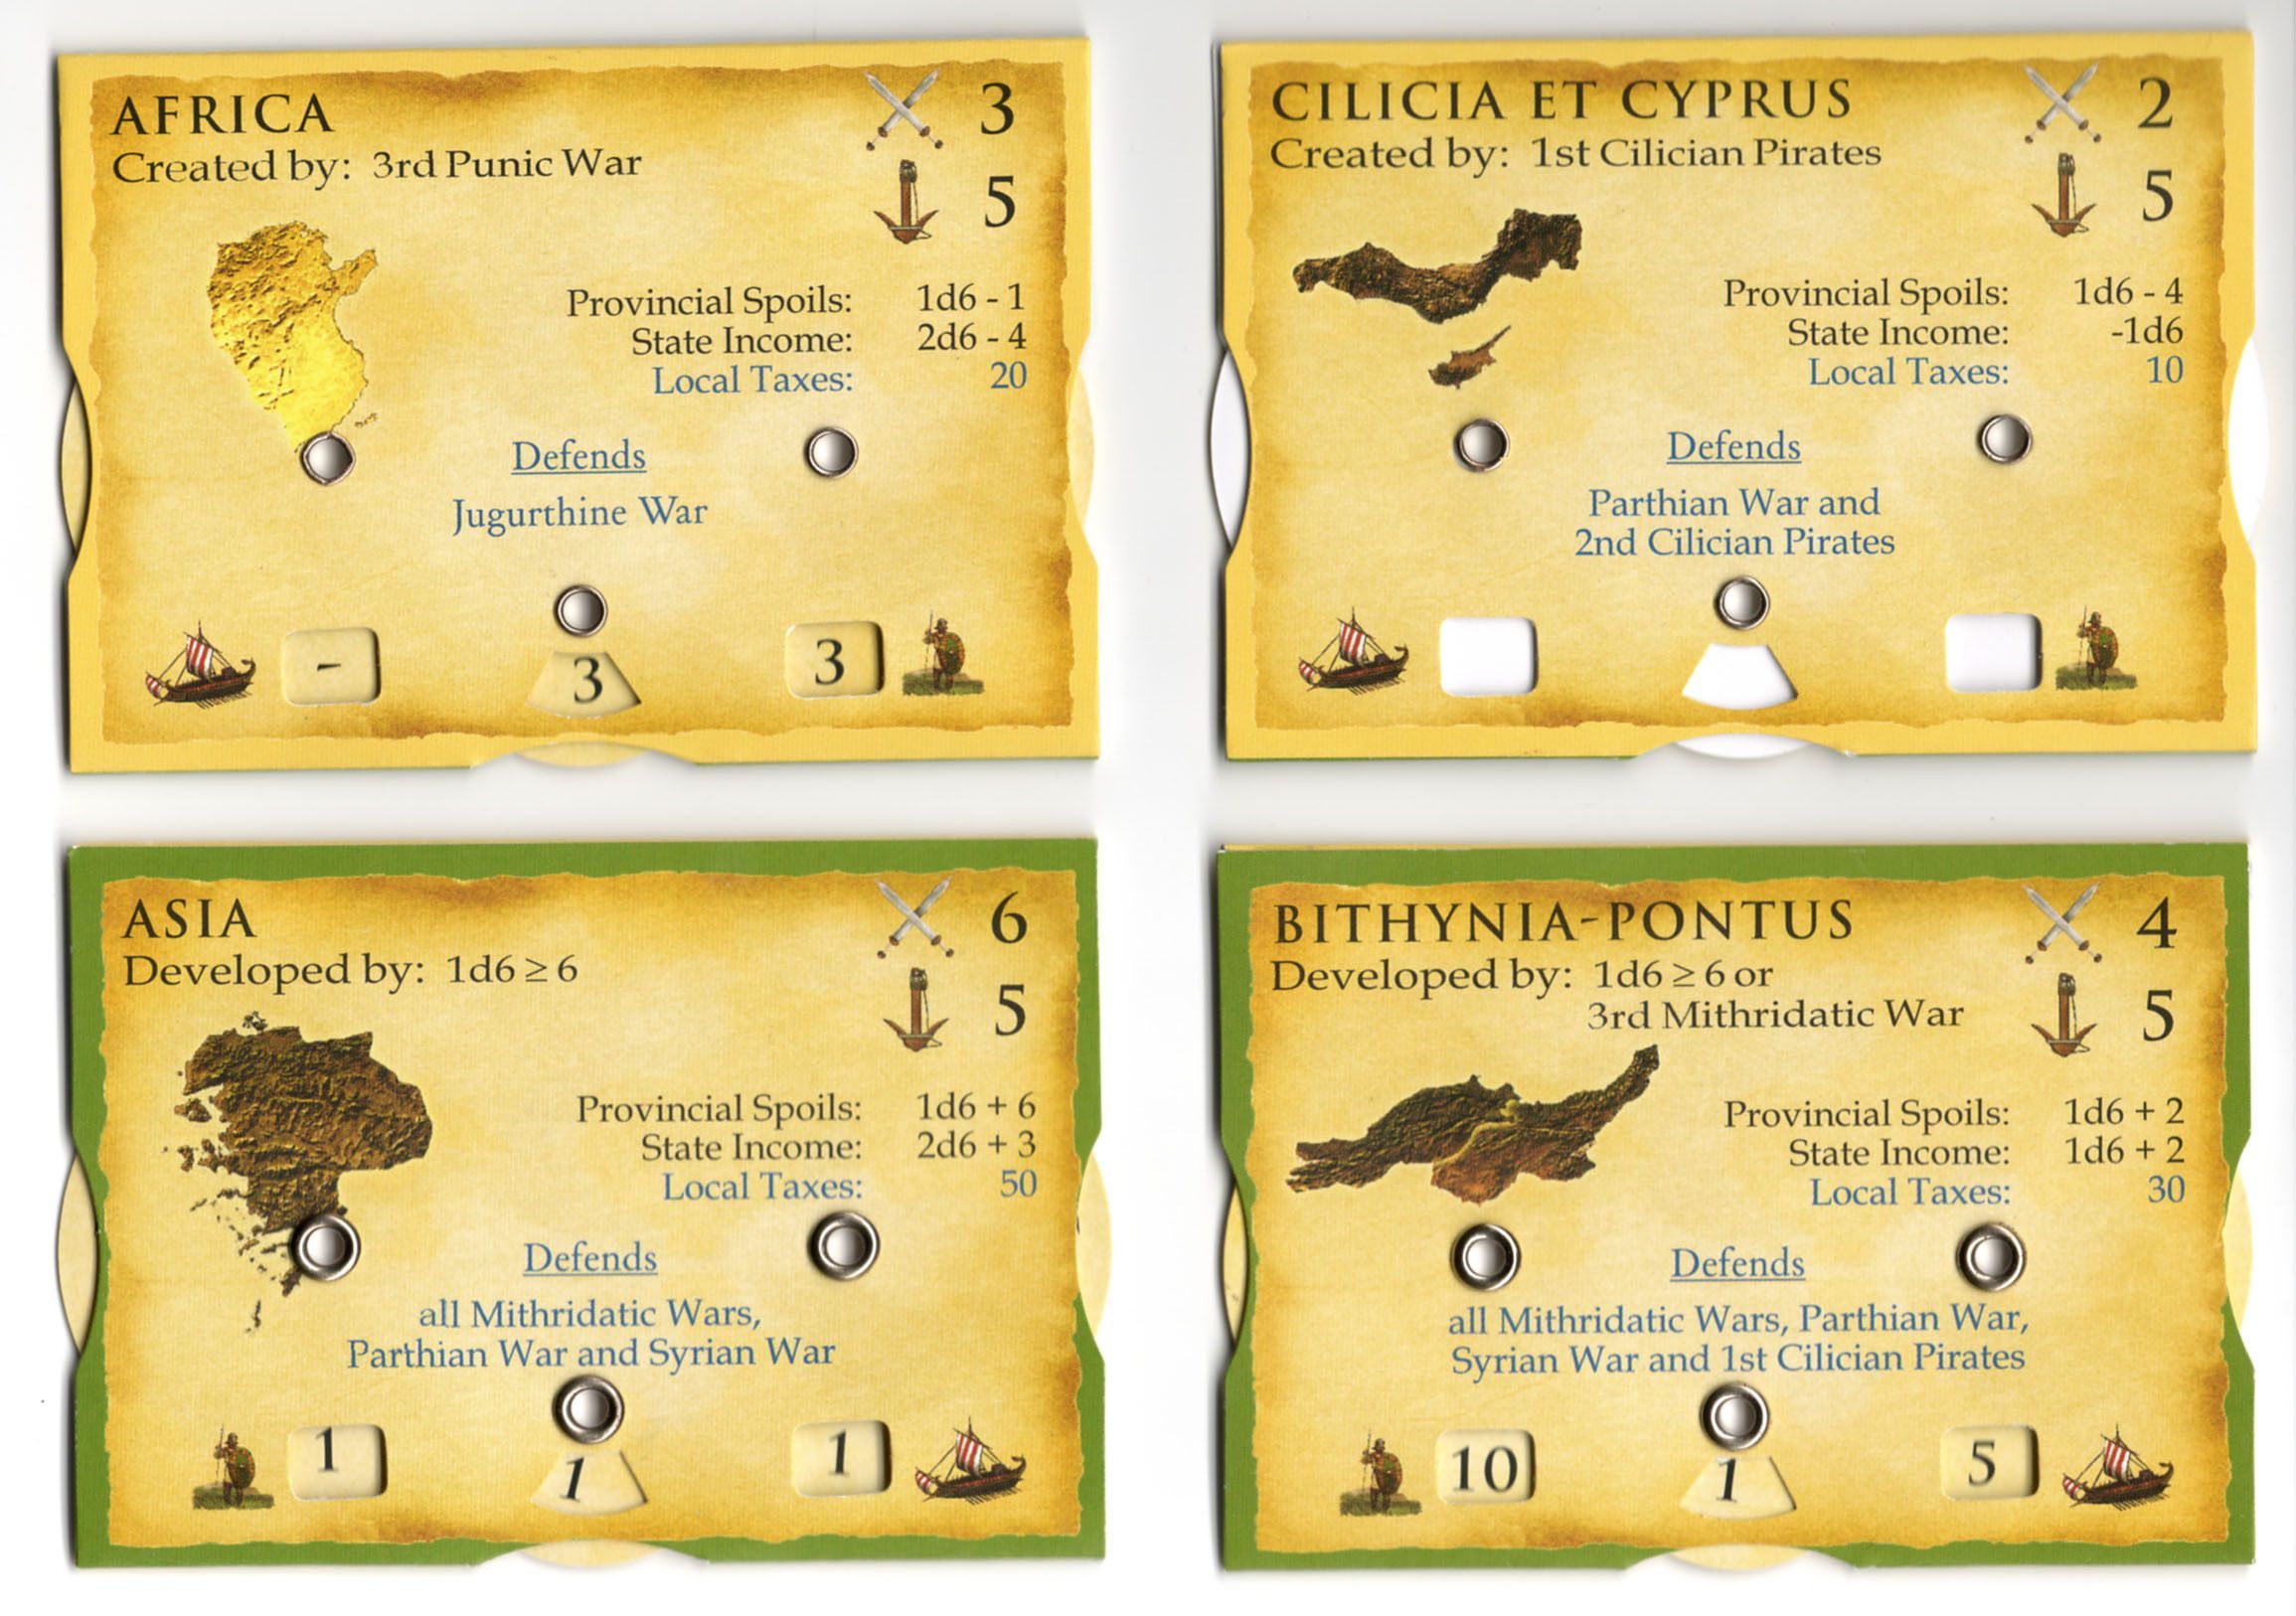 AFRICA
3
Created by: 3rd Punic War
5
Provincial Spoils: 1d6 - 1
State Income: 2d6 - 4
Local Taxes: 20
Defends
Jugurthine War
-
3
3
CILICIA ET CYPRUS
2
Created by: 1st Cilician Pirates
5
Provincial Spoils: 1d6 - 4
State Income: -1d6
Local Taxes: 10
Defends
Parthian War and
2nd Cilician Pirates
ASIA
6
Developed by: 1d6 ≥ 6
5
Provincial Spoils: 1d6 + 6
State Income: 2d6 + 3
Local Taxes: 50
Defends
all Mithridatic Wars,
Parthian War and Syrian War
1
1
1
BITHYNIA-PONTUS
4
Developed by: 1d6 ≥ 6 or
3rd Mithridatic War
5
Provincial Spoils: 1d6 + 2
State Income: 1d6 + 2
Local Taxes: 30
Defends
all Mithridatic Wars, Parthian War,
Syrian War and 1st Cilician Pirates
10
1
5